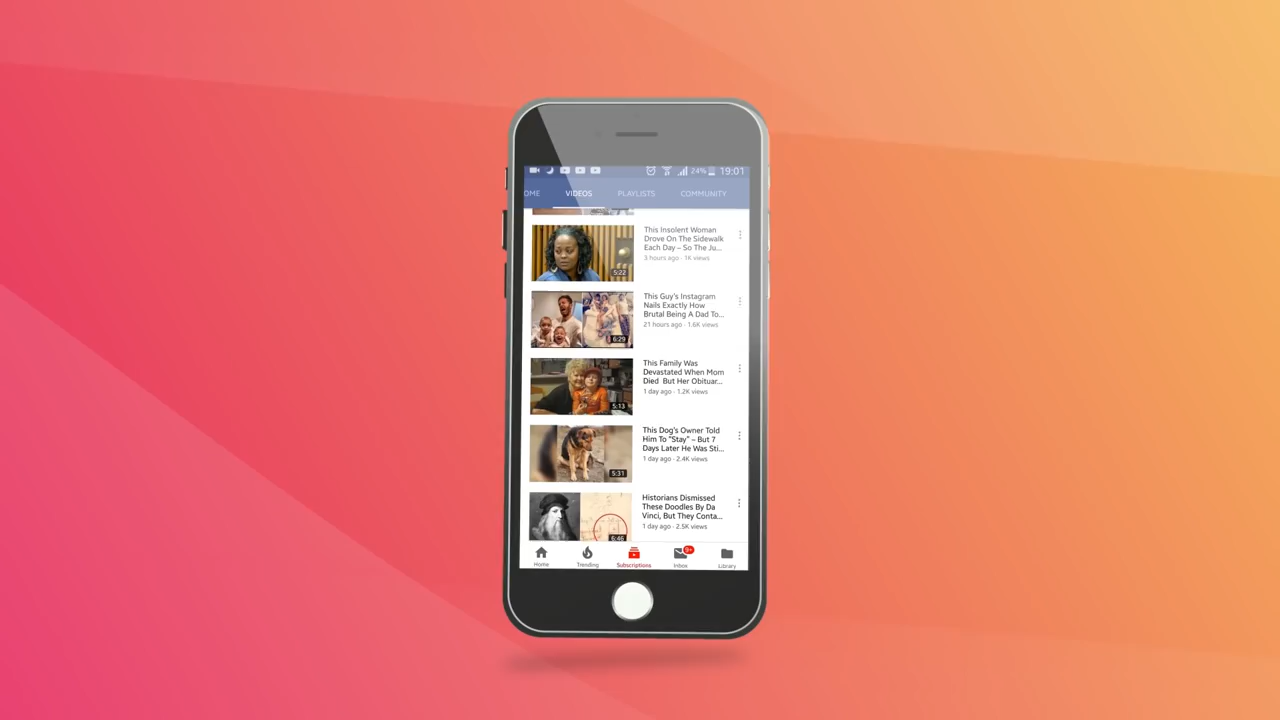 24% 19:01
OME VIDEOS PLAYLISTS COMMUNITY
This Insolent Woman
Drove On The Sidewalk
Each Day – So The Ju...
3 hours ago · 1K views
5:22
This Guy's Instagram
Nails Exactly How
Brutal Being A Dad To...
21 hours ago · 1.6K views
6:29
This Family Was
Devastated When Mom
Died But Her Obituar...
1 day ago · 1.2K views
5:13
This Dog's Owner Told
Him To "Stay" – But 7
Days Later He Was Sti...
1 day ago · 2.4K views
5:31
Historians Dismissed
These Doodles By Da
Vinci, But They Conta...
1 day ago · 2.5K views
6:46
9+
Home Trending Subscriptions Inbox Library